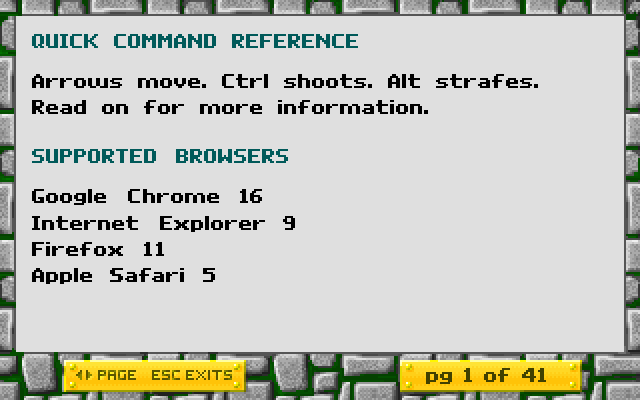 QUICK COMMAND REFERENCE
Arrows move. Ctrl shoots. Alt strafes.
Read on for more information.
SUPPORTED BROWSERS
Google Chrome 16
Internet Explorer 9
Firefox 11
Apple Safari 5
PAGE ESC EXITS
pg 1 of 41